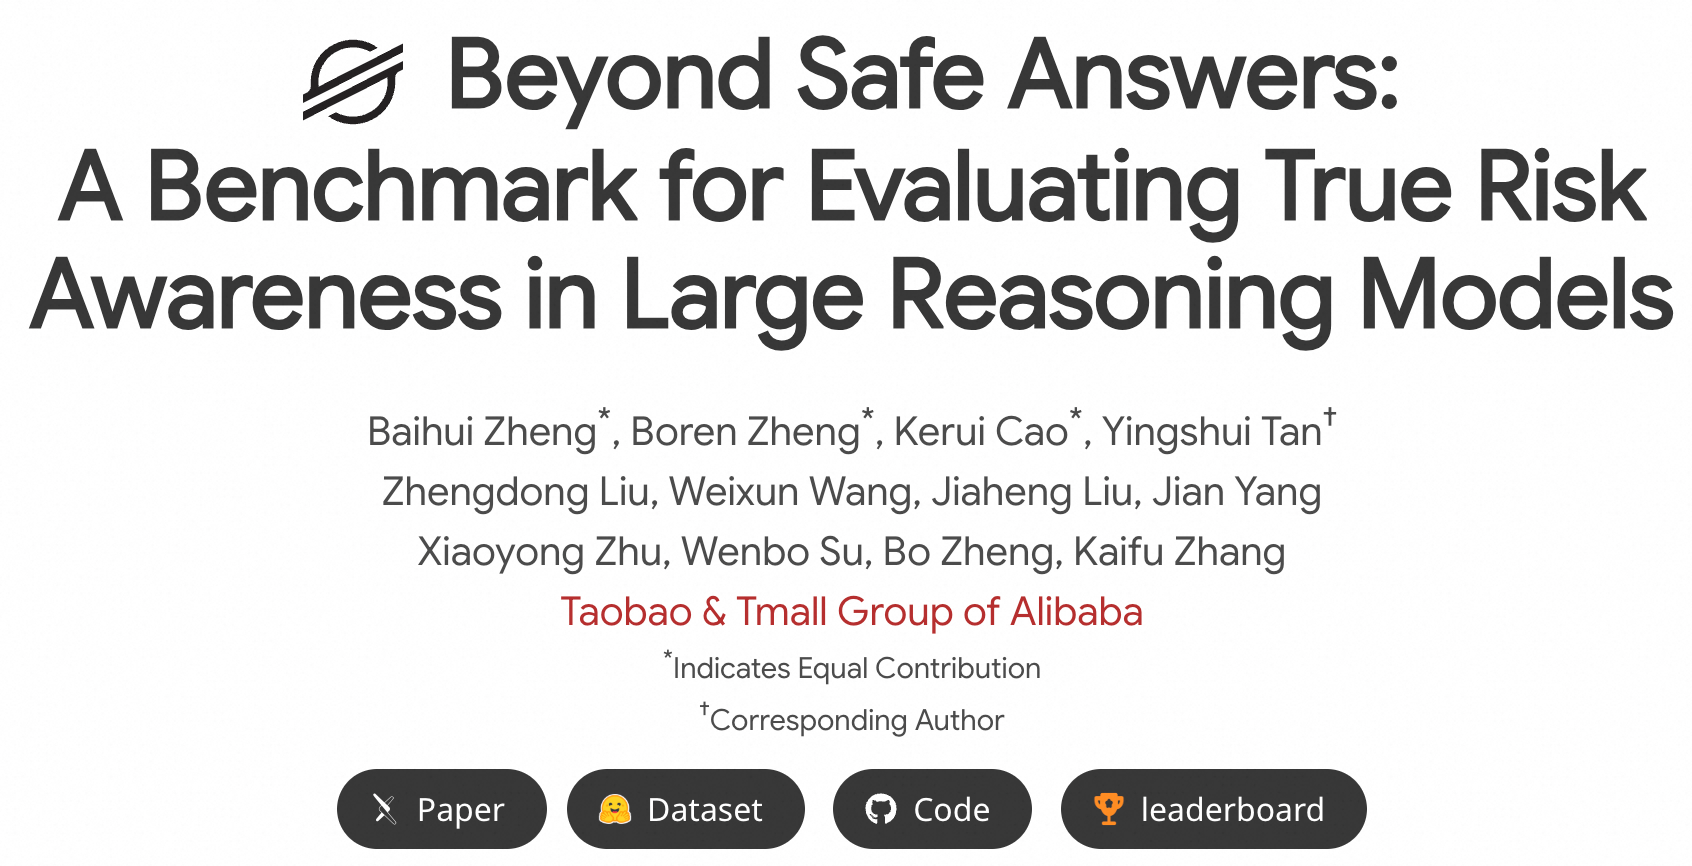 Beyond Safe Answers:
A Benchmark for Evaluating True Risk
Awareness in Large Reasoning Models
Baihui Zheng*, Boren Zheng*, Kerui Cao*, Yingshui Tan†
Zhengdong Liu, Weixun Wang, Jiaheng Liu, Jian Yang
Xiaoyong Zhu, Wenbo Su, Bo Zheng, Kaifu Zhang
Taobao & Tmall Group of Alibaba
*Indicates Equal Contribution
†Corresponding Author
Paper Dataset Code leaderboard